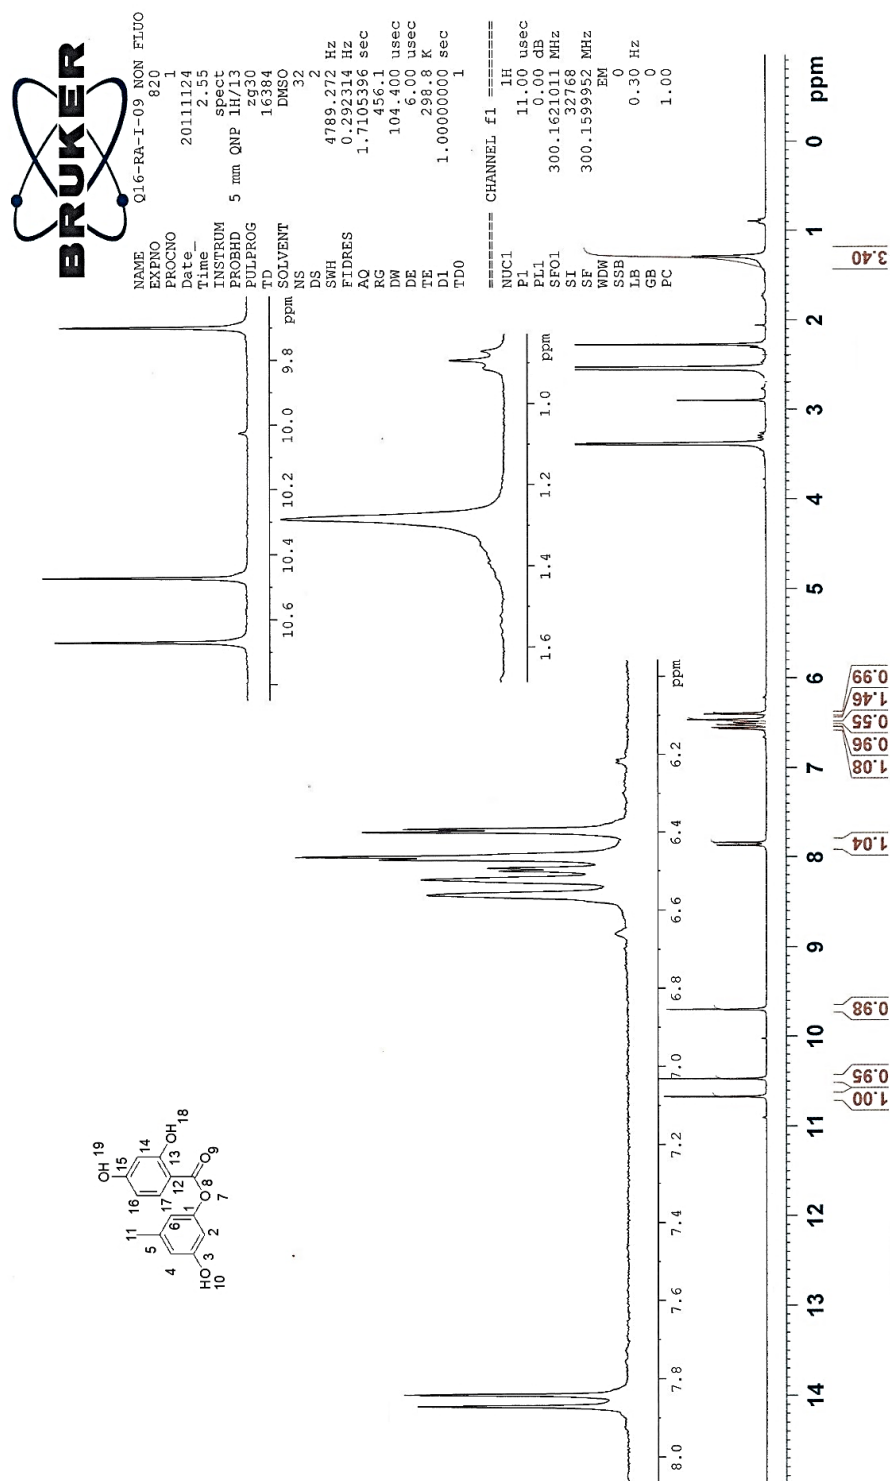 BRUKER
NAME Q16-RA-I-09 NON FLUO
EXPNO 820
PROCNO 1
Date_ 20111124
Time 2.55
INSTRUM spect
PROBHD 5 mm QNP 1H/13
PULPROG zg30
TD 16384
SOLVENT DMSO
NS 32
DS 2
SWH 4789.272 Hz
FIDRES 0.292314 Hz
AQ 1.7105396 sec
RG 456.1
DW 104.400 usec
DE 6.00 usec
TE 298.8 K
D1 1.00000000 sec
TD0 1
======== CHANNEL f1 ========
NUC1 1H
P1 11.00 usec
PL1 0.00 dB
SFO1 300.1621011 MHz
SI 32768
SF 300.1599952 MHz
WDW EM
SSB 0
LB 0.30 Hz
GB 0
PC 1.00
OH 19
15
14
16
13
OH
18
12
17
O
9
O
8
7
11
6
1
5
2
4
3
HO
10
10.6 10.4 10.2 10.0 9.8 ppm
1.6 1.4 1.2 1.0 ppm
8.0 7.8 7.6 7.4 7.2 7.0 6.8 6.6 6.4 6.2 ppm
14 13 12 11 10 9 8 7 6 5 4 3 2 1 0 ppm
1.00 0.95 0.98 1.04 1.08 0.96 0.55 1.46 0.99 3.40